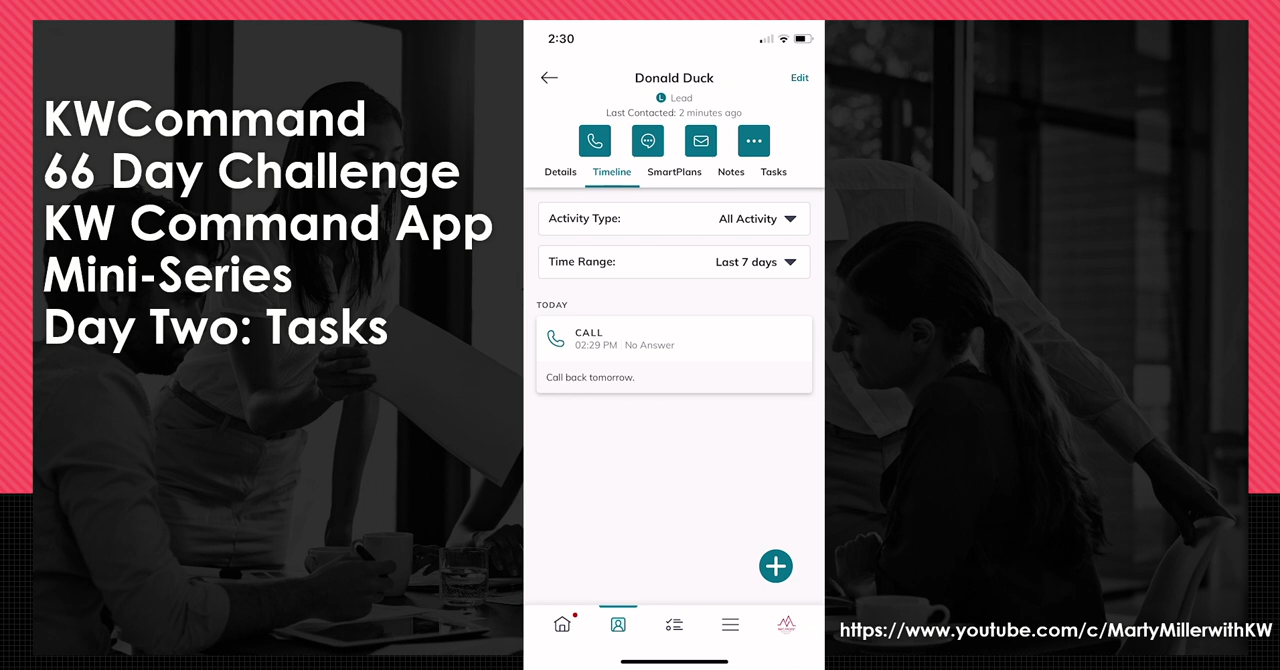 KWCommand
66 Day Challenge
KW Command App
Mini-Series
Day Two: Tasks
2:30
Donald Duck
Edit
L Lead
Last Contacted: 2 minutes ago
Details Timeline SmartPlans Notes Tasks
Activity Type: All Activity
Time Range: Last 7 days
TODAY
CALL
02:29 PM No Answer
Call back tomorrow.
https://www.youtube.com/c/MartyMillerwithKW